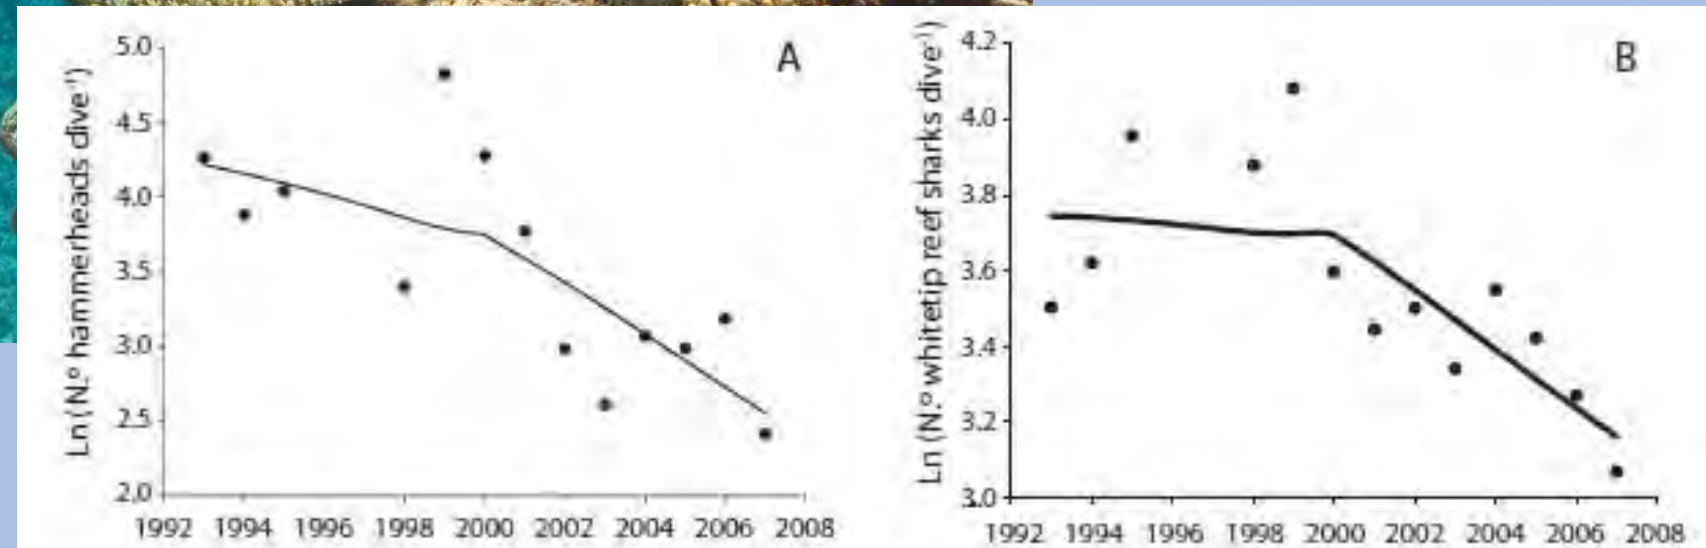 A
Ln (N.º hammerheads dive⁻¹)
5.0
4.5
4.0
3.5
3.0
2.5
2.0
1992 1994 1996 1998 2000 2002 2004 2006 2008
B
Ln (N.º whitetip reef sharks dive⁻¹)
4.2
4.0
3.8
3.6
3.4
3.2
3.0
1992 1994 1996 1998 2000 2002 2004 2006 2008